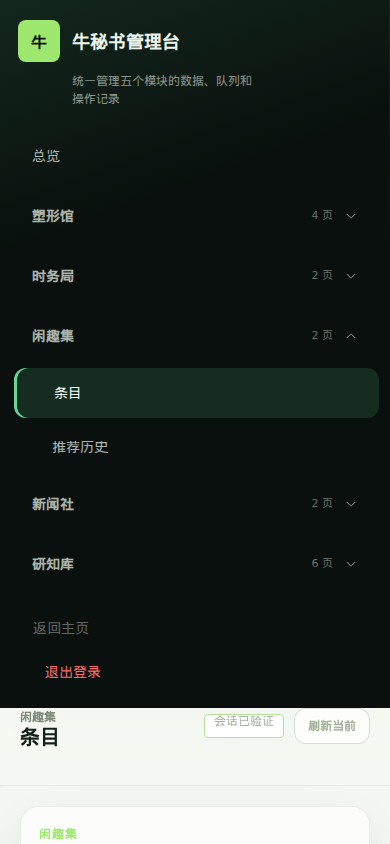 牛
牛秘书管理台
统一管理五个模块的数据、队列和
操作记录
总览
塑形馆
4 页
时务局
2 页
闲趣集
2 页
条目
推荐历史
新闻社
2 页
研知库
6 页
返回主页
退出登录
闲趣集
条目
会话已验证
刷新当前
闲趣集